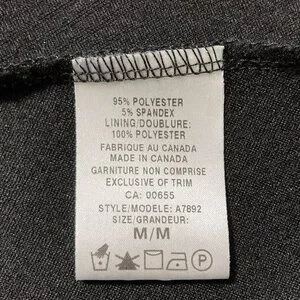 95% POLYESTER
5% SPANDEX
LINING/DOUBLURE:
100% POLYESTER
FABRIQUE AU CANADA
MADE IN CANADA
GARNITURE NON COMPRISE
EXCLUSIVE OF TRIM
CA: 00655
STYLE/MODELE: A7892
SIZE/GRANDEUR:
M/M
P